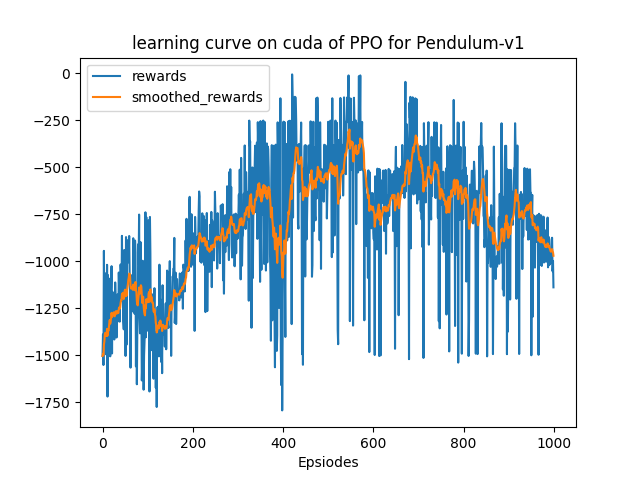 learning curve on cuda of PPO for Pendulum-v1
rewards
smoothed_rewards
0
−250
−500
−750
−1000
−1250
−1500
−1750
0 200 400 600 800 1000
Epsiodes